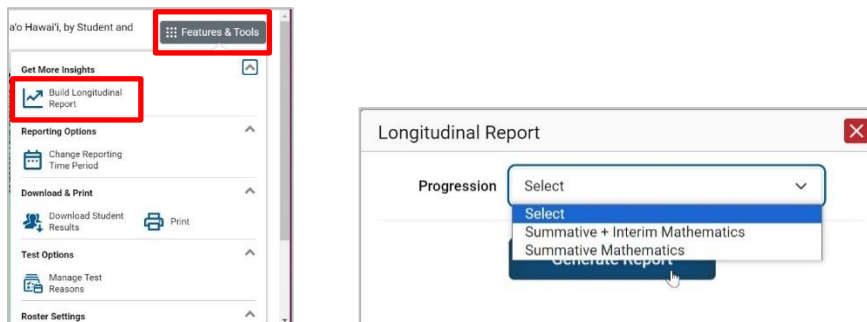 a'o Hawai'i, by Student and
Features & Tools
Get More Insights
Build Longitudinal
Report
Reporting Options
Change Reporting
Time Period
Download & Print
Download Student
Results
Print
Test Options
Manage Test
Reasons
Roster Settings
Longitudinal Report
Progression
Select
Select
Summative + Interim Mathematics
Summative Mathematics
Generate Report